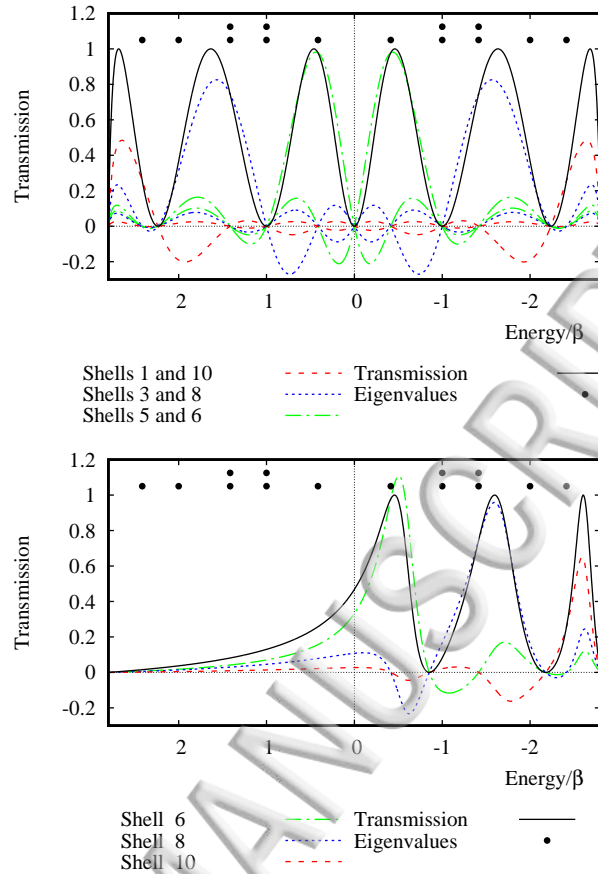 1.2
1
0.8
0.6
0.4
0.2
0
-0.2
Transmission
2 1 0 -1 -2
Energy/β
Shells 1 and 10 Transmission
Shells 3 and 8 Eigenvalues
Shells 5 and 6
1.2
1
0.8
0.6
0.4
0.2
0
-0.2
Transmission
2 1 0 -1 -2
Energy/β
Shell 6 Transmission
Shell 8 Eigenvalues
Shell 10
MANUSCRIP